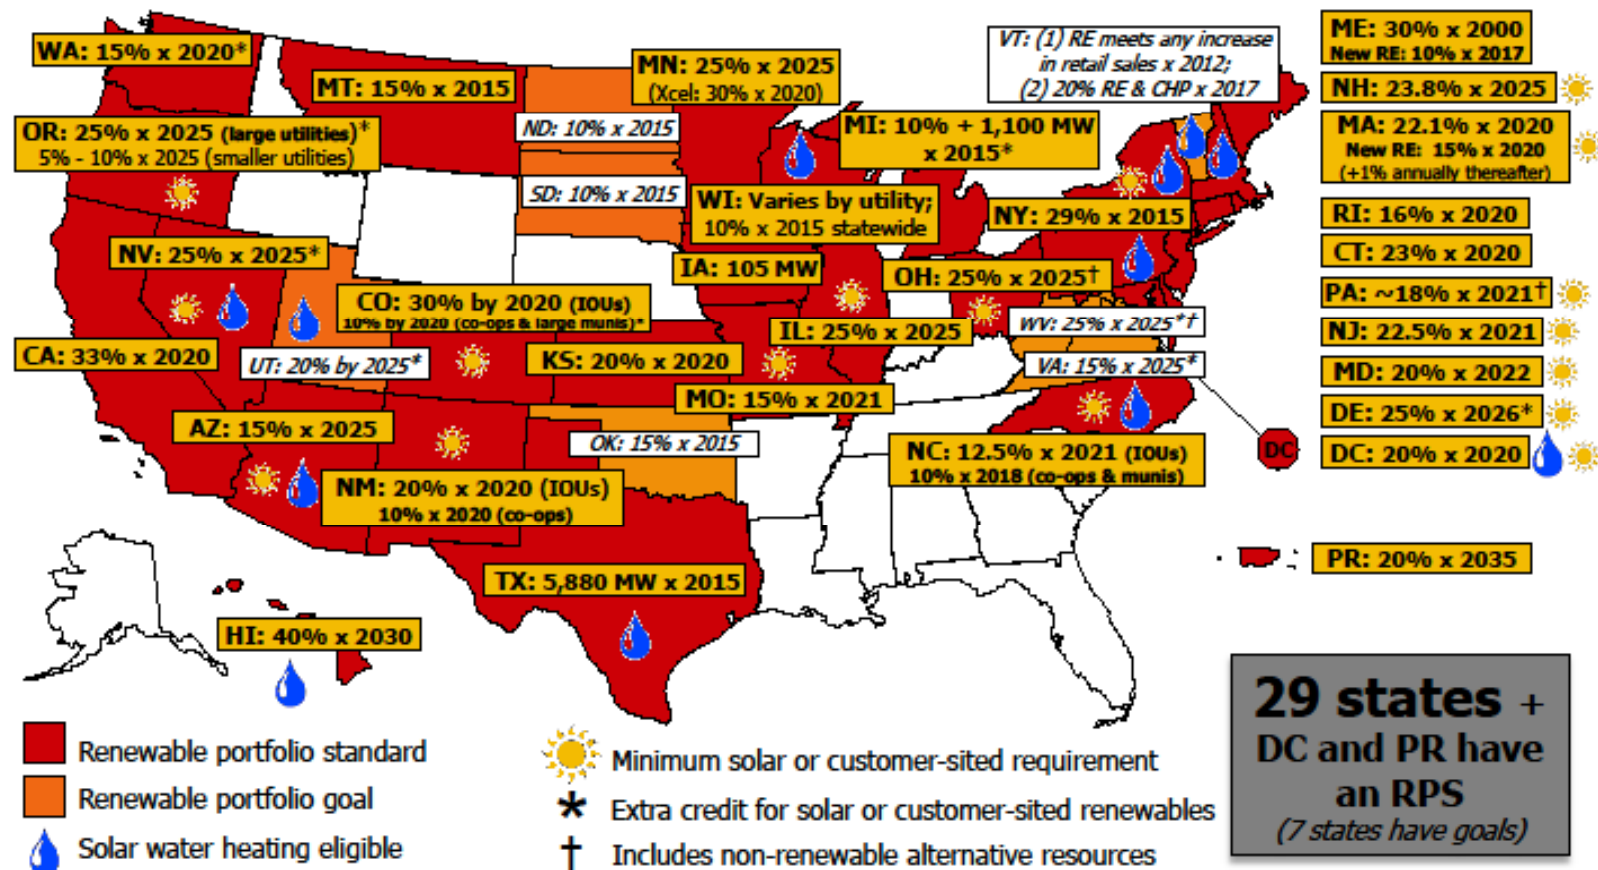 WA: 15% x 2020*
MT: 15% x 2015
MN: 25% x 2025
(Xcel: 30% x 2020)
VT: (1) RE meets any increase
in retail sales x 2012;
(2) 20% RE & CHP x 2017
ME: 30% x 2000
New RE: 10% x 2017
NH: 23.8% x 2025
OR: 25% x 2025 (large utilities)*
5% - 10% x 2025 (smaller utilities)
ND: 10% x 2015
MI: 10% + 1,100 MW
x 2015*
MA: 22.1% x 2020
New RE: 15% x 2020
(+1% annually thereafter)
SD: 10% x 2015
WI: Varies by utility;
10% x 2015 statewide
NY: 29% x 2015
RI: 16% x 2020
NV: 25% x 2025*
CT: 23% x 2020
IA: 105 MW
OH: 25% x 2025†
PA: ~18% x 2021†
CO: 30% by 2020 (IOUs)
10% by 2020 (co-ops & large munis)*
WV: 25% x 2025*†
IL: 25% x 2025
NJ: 22.5% x 2021
CA: 33% x 2020
UT: 20% by 2025*
KS: 20% x 2020
VA: 15% x 2025*
MD: 20% x 2022
MO: 15% x 2021
DE: 25% x 2026*
AZ: 15% x 2025
OK: 15% x 2015
NC: 12.5% x 2021 (IOUs)
10% x 2018 (co-ops & munis)
DC
DC: 20% x 2020
NM: 20% x 2020 (IOUs)
10% x 2020 (co-ops)
PR: 20% x 2035
TX: 5,880 MW x 2015
HI: 40% x 2030
29 states +
DC and PR have
an RPS
(7 states have goals)
Renewable portfolio standard
Renewable portfolio goal
Solar water heating eligible
Minimum solar or customer-sited requirement
* Extra credit for solar or customer-sited renewables
† Includes non-renewable alternative resources